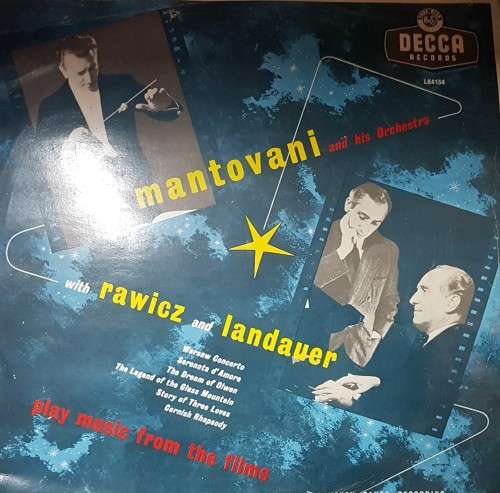 DECCA
RECORDS
LK4154
mantovani and his Orchestra
with rawicz and landauer
Warsaw Concerto
Serenata d'Amore
The Dream of Olwen
The Legend of the Glass Mountain
Story of Three Loves
Cornish Rhapsody
play music from the films